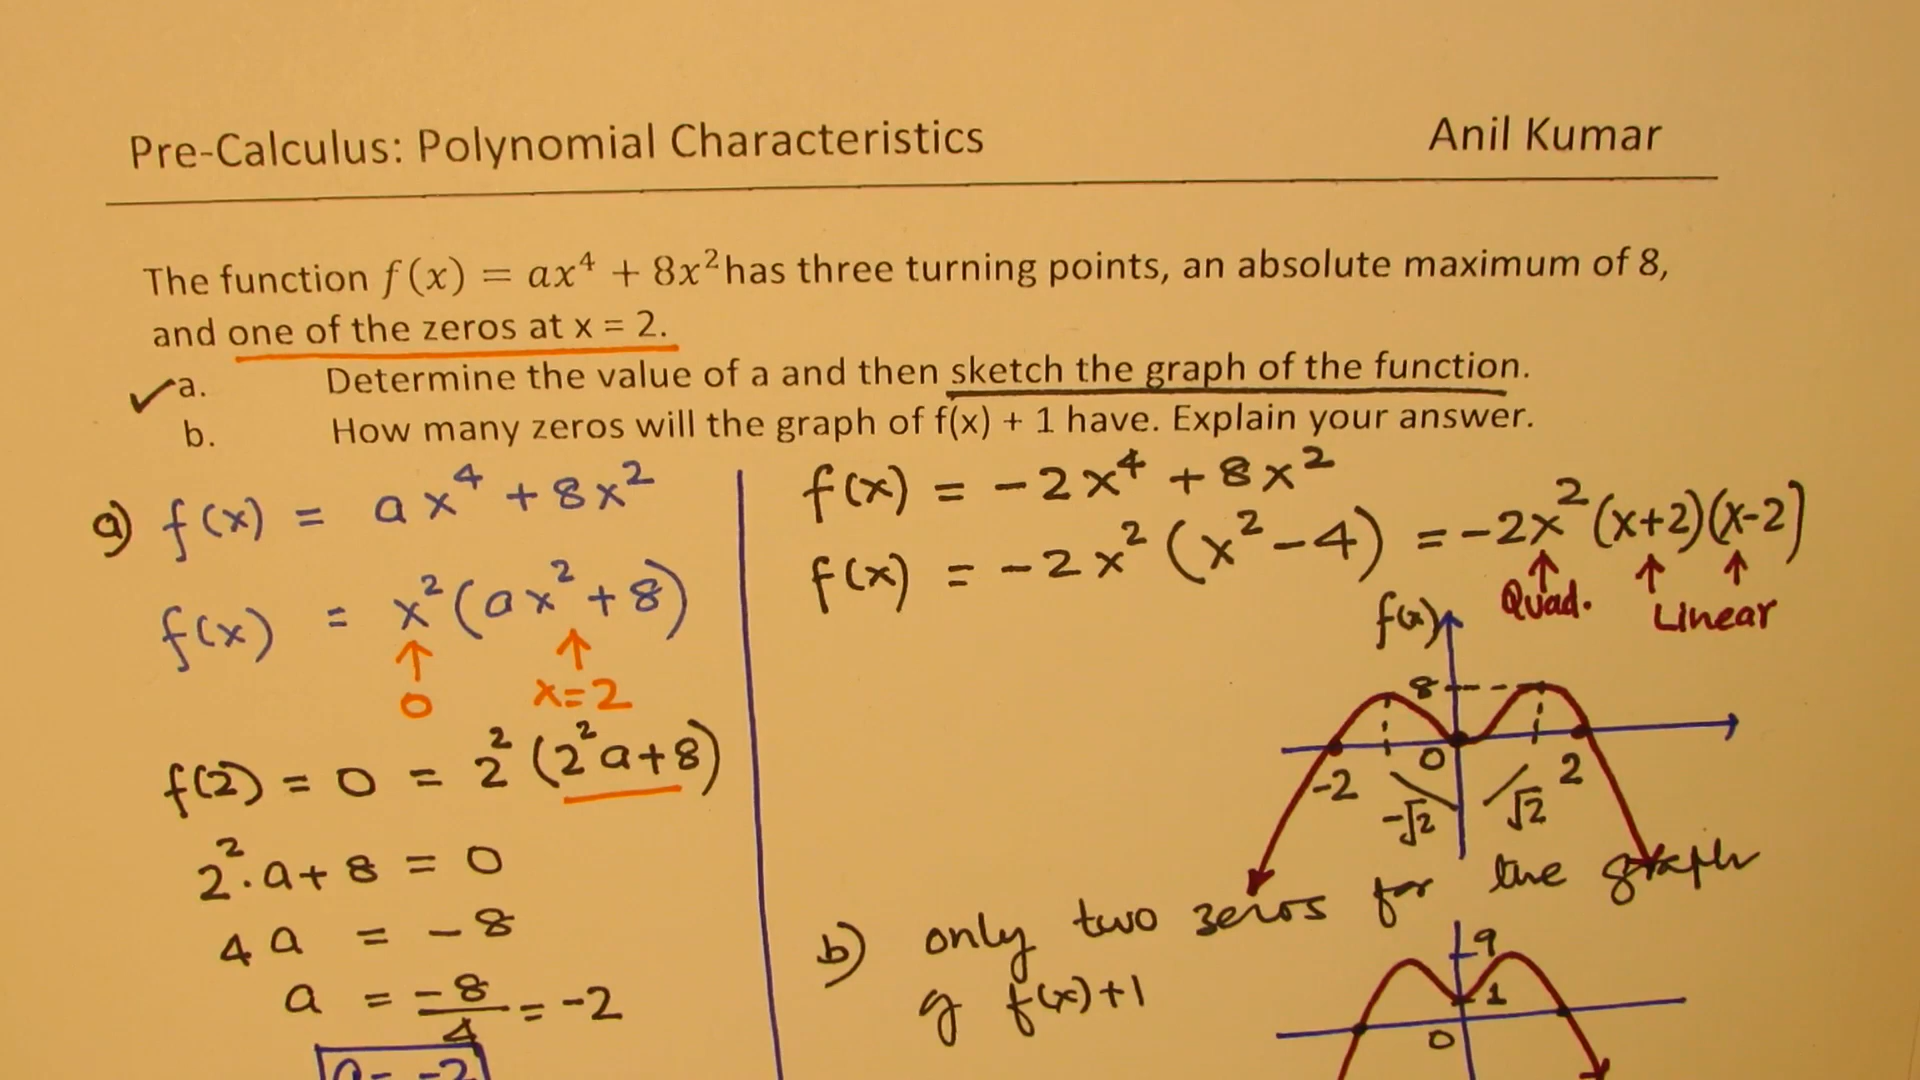 Pre-Calculus: Polynomial Characteristics Anil Kumar
The function f(x) = ax⁴ + 8x² has three turning points, an absolute maximum of 8,
and one of the zeros at x = 2.
a. Determine the value of a and then sketch the graph of the function.
b. How many zeros will the graph of f(x) + 1 have. Explain your answer.
a) f(x) = ax⁴ + 8x²
f(x) = x²(ax² + 8)
0 x=2
f(2) = 0 = 2²(2²a+8)
2²·a+8 = 0
4a = -8
a = -8/4 = -2
a = -2
f(x) = -2x⁴ + 8x²
f(x) = -2x²(x²-4) = -2x²(x+2)(x-2)
Quad. Linear
f(x)
8
-2 0 2
-√2 √2
b) only two zeros for the graph
of f(x)+1
9
1
0